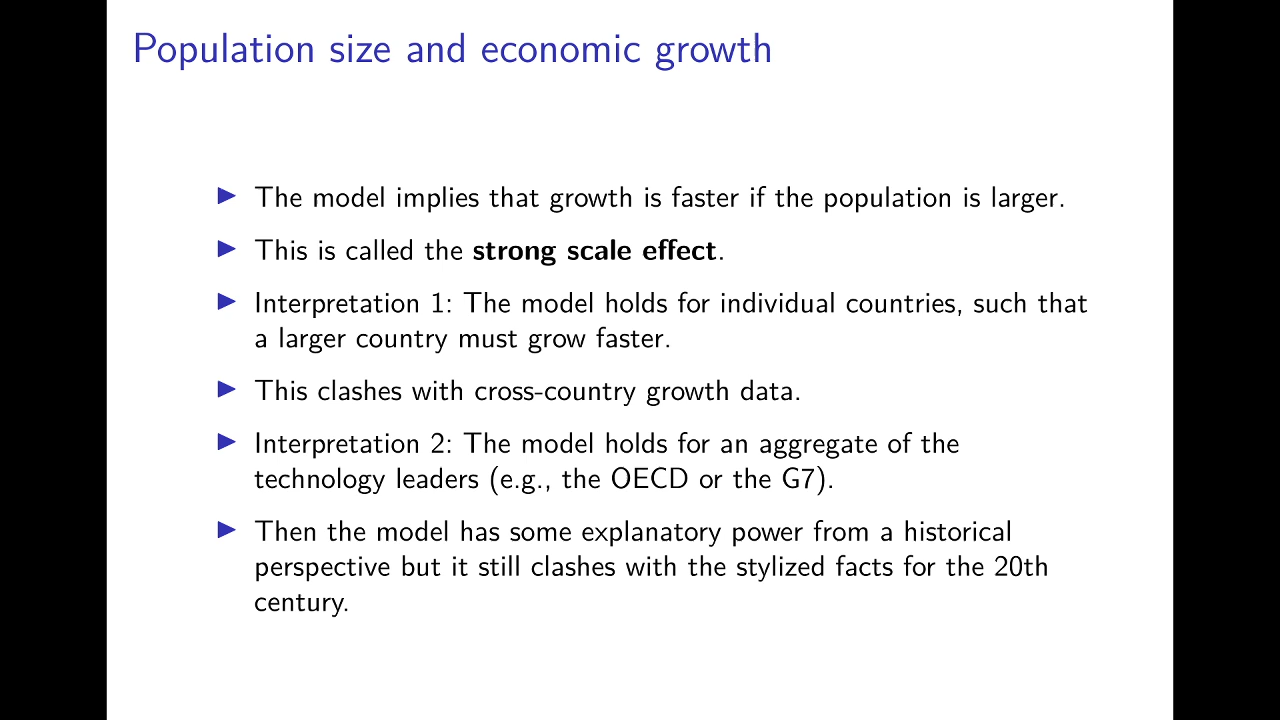 Population size and economic growth
▶ The model implies that growth is faster if the population is larger.
▶ This is called the strong scale effect.
▶ Interpretation 1: The model holds for individual countries, such that
a larger country must grow faster.
▶ This clashes with cross-country growth data.
▶ Interpretation 2: The model holds for an aggregate of the
technology leaders (e.g., the OECD or the G7).
▶ Then the model has some explanatory power from a historical
perspective but it still clashes with the stylized facts for the 20th
century.